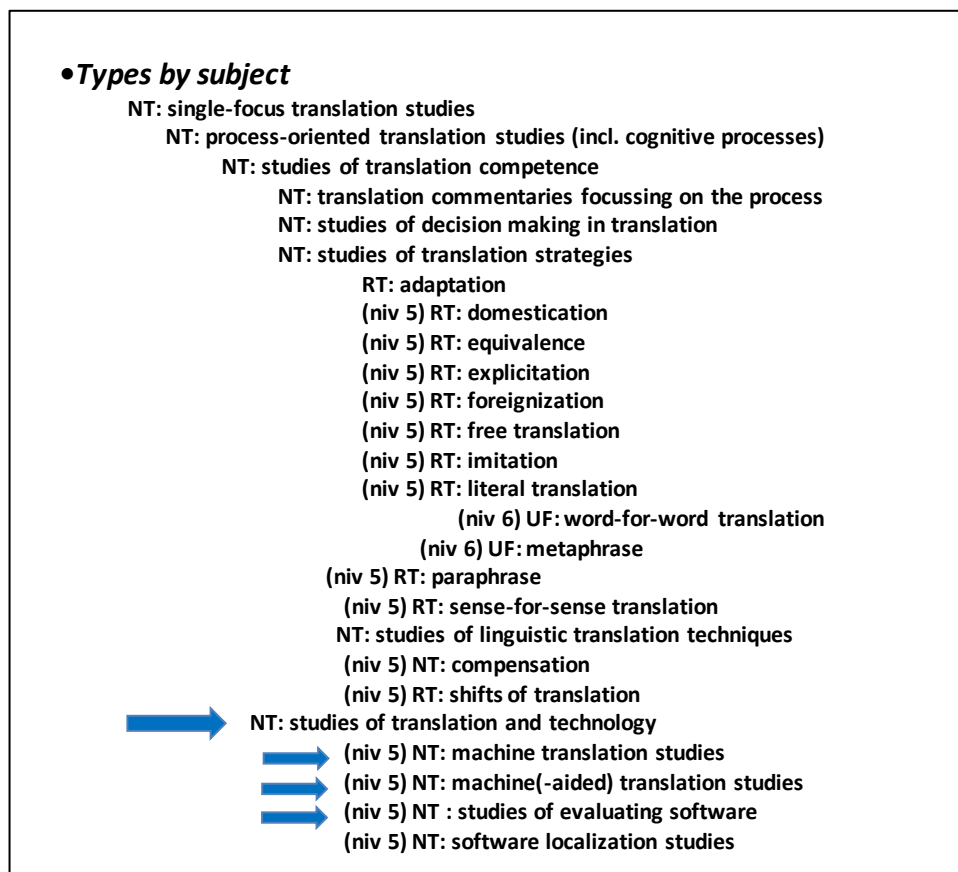 •Types by subject
NT: single-focus translation studies
NT: process-oriented translation studies (incl. cognitive processes)
NT: studies of translation competence
NT: translation commentaries focussing on the process
NT: studies of decision making in translation
NT: studies of translation strategies
RT: adaptation
(niv 5) RT: domestication
(niv 5) RT: equivalence
(niv 5) RT: explicitation
(niv 5) RT: foreignization
(niv 5) RT: free translation
(niv 5) RT: imitation
(niv 5) RT: literal translation
(niv 6) UF: word-for-word translation
(niv 6) UF: metaphrase
(niv 5) RT: paraphrase
(niv 5) RT: sense-for-sense translation
NT: studies of linguistic translation techniques
(niv 5) NT: compensation
(niv 5) RT: shifts of translation
NT: studies of translation and technology
(niv 5) NT: machine translation studies
(niv 5) NT: machine(-aided) translation studies
(niv 5) NT : studies of evaluating software
(niv 5) NT: software localization studies